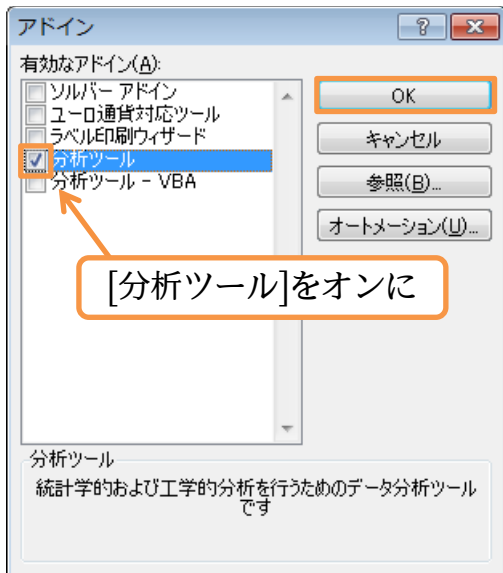 アドイン
有効なアドイン(A):
ソルバー アドイン
ユーロ通貨対応ツール
ラベル印刷ウィザード
分析ツール
分析ツール - VBA
OK
キャンセル
参照(B)...
オートメーション(U)...
[分析ツール]をオンに
分析ツール
統計学的および工学的分析を行うためのデータ分析ツール
です